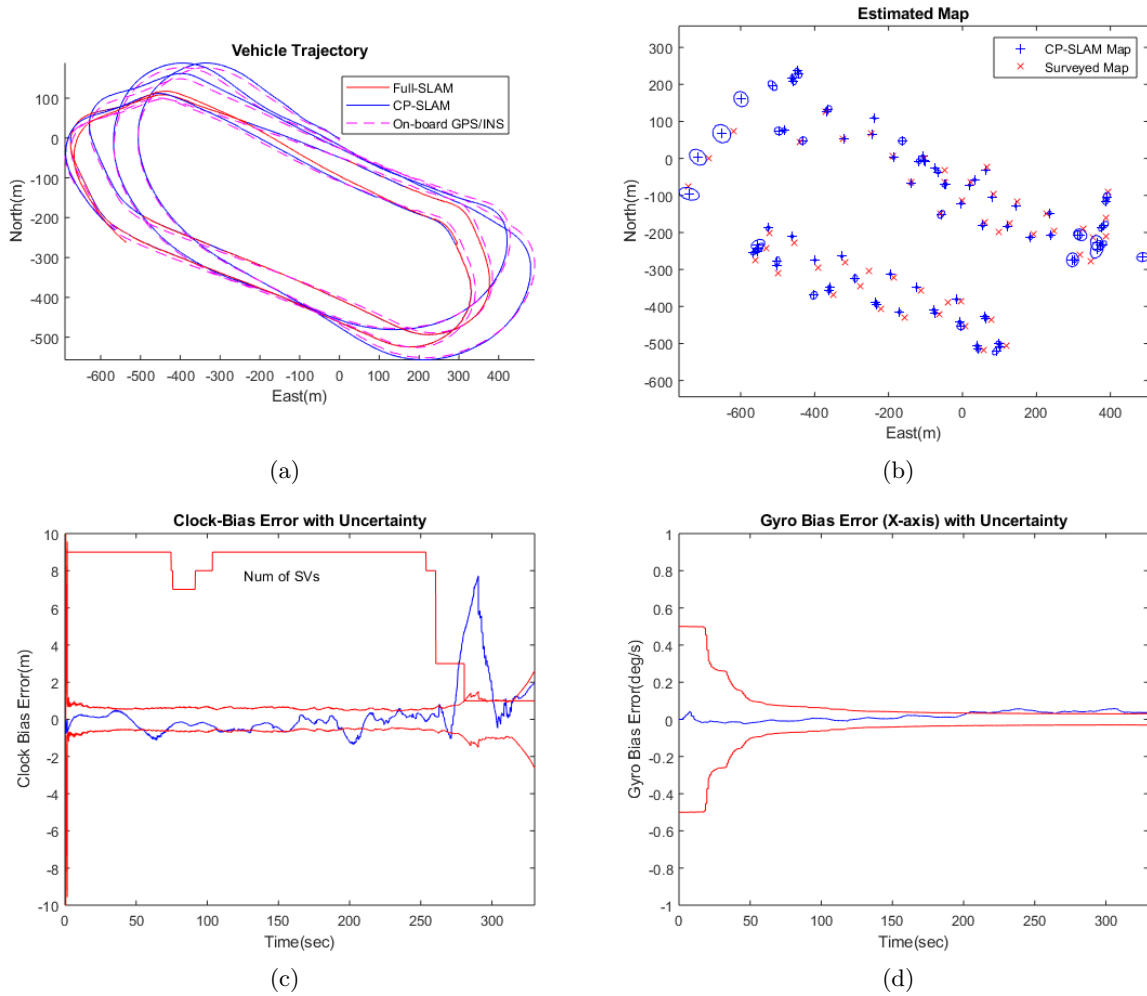 Vehicle Trajectory
Full-SLAM
CP-SLAM
On-board GPS/INS
100
0
-100
-200
-300
-400
-500
North(m)
-600 -500 -400 -300 -200 -100 0 100 200 300 400
East(m)
(a)
Estimated Map
CP-SLAM Map
Surveyed Map
300
200
100
0
-100
-200
-300
-400
-500
-600
North(m)
-600 -400 -200 0 200 400
East(m)
(b)
Clock-Bias Error with Uncertainty
Num of SVs
10
8
6
4
2
0
-2
-4
-6
-8
-10
Clock Bias Error(m)
0 50 100 150 200 250 300
Time(sec)
(c)
Gyro Bias Error (X-axis) with Uncertainty
1
0.8
0.6
0.4
0.2
0
-0.2
-0.4
-0.6
-0.8
-1
Gyro Bias Error(deg/s)
0 50 100 150 200 250 300
Time(sec)
(d)